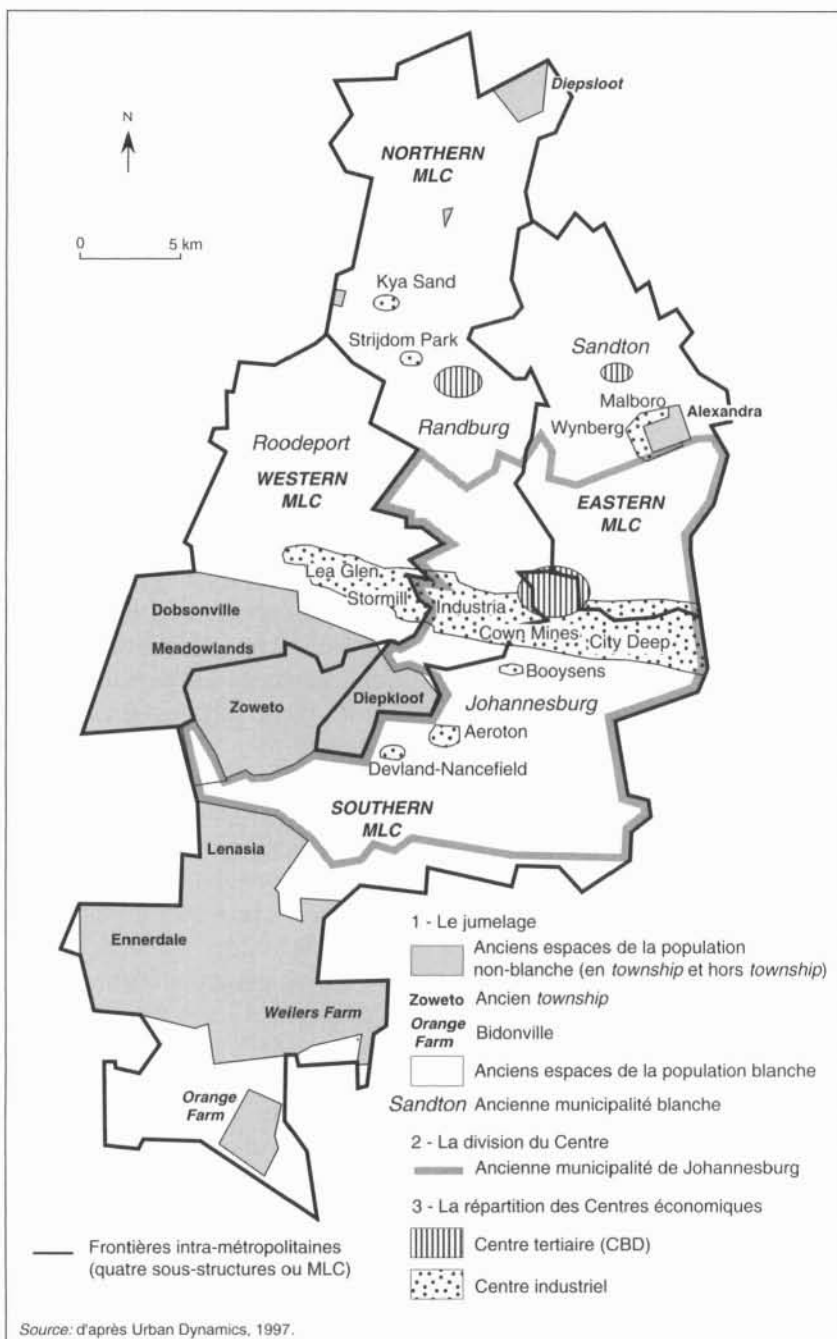 Diepsloot
N
NORTHERN
MLC
0 5 km
Kya Sand
Strijdom Park
Sandton
Malboro
Alexandra
Wynberg
Randburg
Roodeport
WESTERN
MLC
EASTERN
MLC
Lea Glen
Stormill
Industria
Cown Mines
City Deep
Dobsonville
Meadowlands
Booysens
Zoweto
Diepkloof
Johannesburg
Aeroton
Devland-Nancefield
SOUTHERN
MLC
Lenasia
Ennerdale
Weilers Farm
Orange
Farm
1 - Le jumelage
Anciens espaces de la population
non-blanche (en township et hors township)
Zoweto Ancien township
Orange
Farm Bidonville
Anciens espaces de la population blanche
Sandton Ancienne municipalité blanche
2 - La division du Centre
Ancienne municipalité de Johannesburg
3 - La répartition des Centres économiques
Centre tertiaire (CBD)
Centre industriel
Frontières intra-métropolitaines
(quatre sous-structures ou MLC)
Source: d'après Urban Dynamics, 1997.